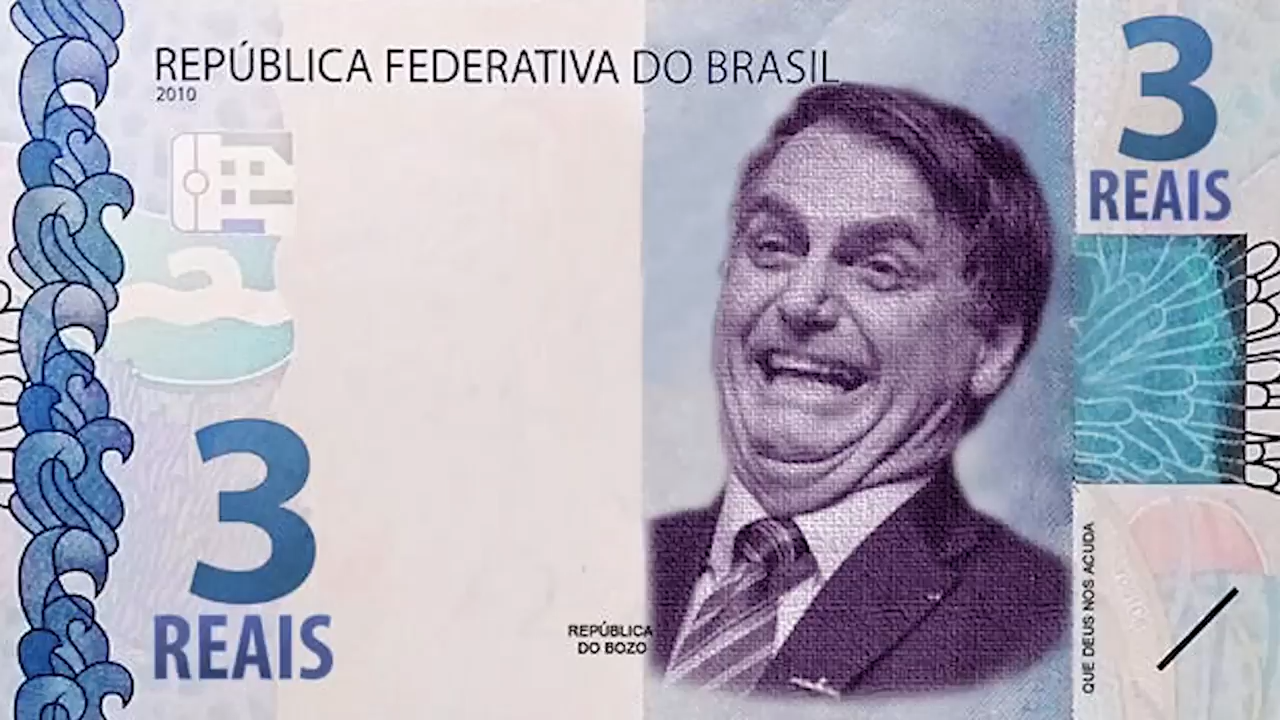 REPÚBLICA FEDERATIVA DO BRASIL
2010
3
REAIS
3
REAIS
REPÚBLICA
DO BOZO
QUE DEUS NOS ACUDA